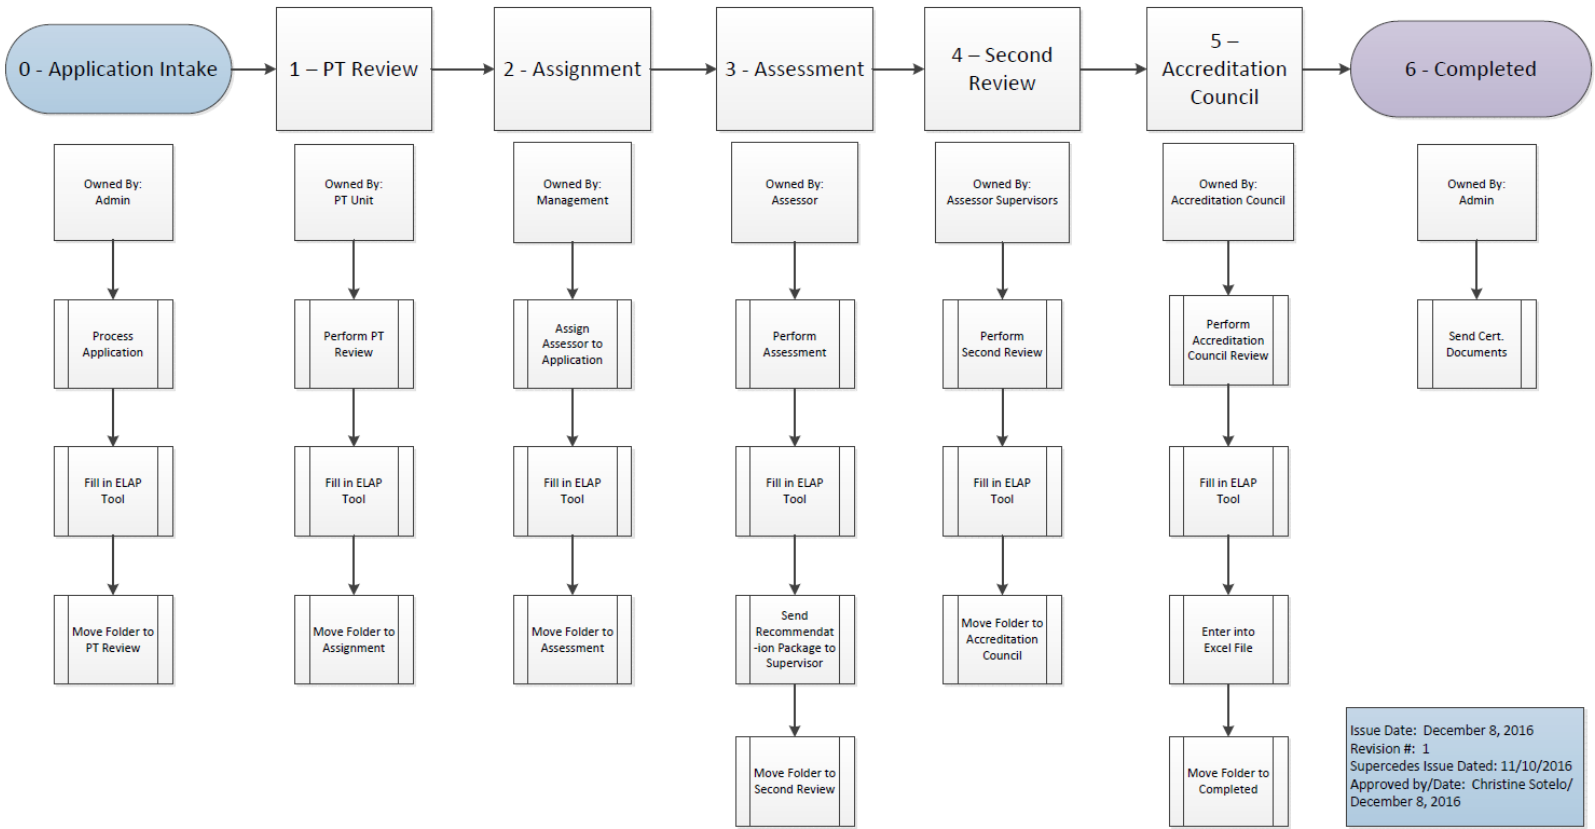 0 - Application Intake
1 – PT Review
2 - Assignment
3 - Assessment
4 – Second
Review
5 –
Accreditation
Council
6 - Completed
Owned By:
Admin
Process
Application
Fill in ELAP
Tool
Move Folder to
PT Review
Owned By:
PT Unit
Perform PT
Review
Fill in ELAP
Tool
Move Folder to
Assignment
Owned By:
Management
Assign
Assessor to
Application
Fill in ELAP
Tool
Move Folder to
Assessment
Owned By:
Assessor
Perform
Assessment
Fill in ELAP
Tool
Send
Recommendat
-ion Package to
Supervisor
Move Folder to
Second Review
Owned By:
Assessor Supervisors
Perform
Second Review
Fill in ELAP
Tool
Move Folder to
Accreditation
Council
Owned By:
Accreditation Council
Perform
Accreditation
Council Review
Fill in ELAP
Tool
Enter into
Excel File
Move Folder to
Completed
Owned By:
Admin
Send Cert.
Documents
Issue Date:  December 8, 2016
Revision #:  1
Supercedes Issue Dated: 11/10/2016
Approved by/Date:  Christine Sotelo/
December 8, 2016